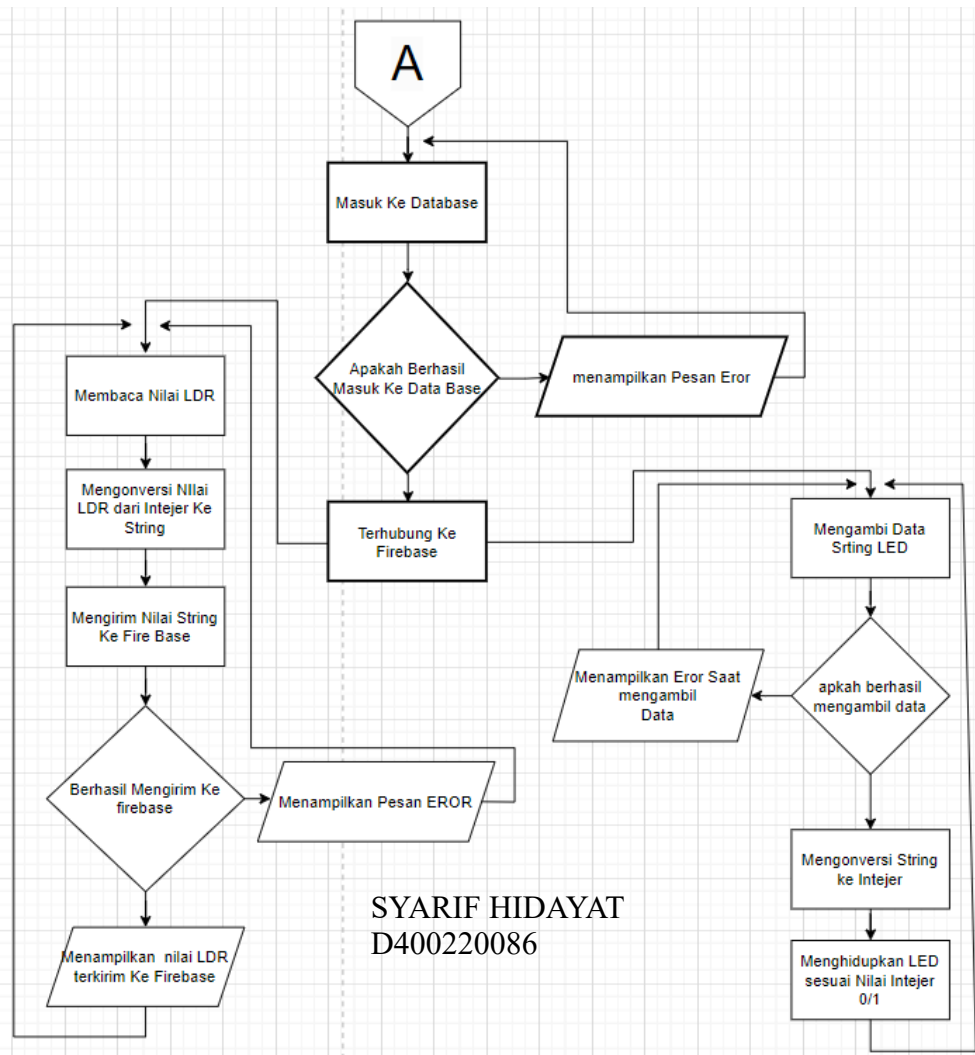 A
Masuk Ke Database
Apakah Berhasil
Masuk Ke Data Base
menampilkan Pesan Eror
Terhubung Ke
Firebase
Membaca Nilai LDR
Mengonversi NIlai
LDR dari Intejer Ke
String
Mengirim Nilai String
Ke Fire Base
Berhasil Mengirim Ke
firebase
Menampilkan Pesan EROR
Menampilkan nilai LDR
terkirim Ke Firebase
Mengambi Data
Srting LED
apkah berhasil
mengambil data
Menampilkan Eror Saat
mengambil
Data
Mengonversi String
ke Intejer
Menghidupkan LED
sesuai Nilai Intejer
0/1
SYARIF HIDAYAT
D400220086